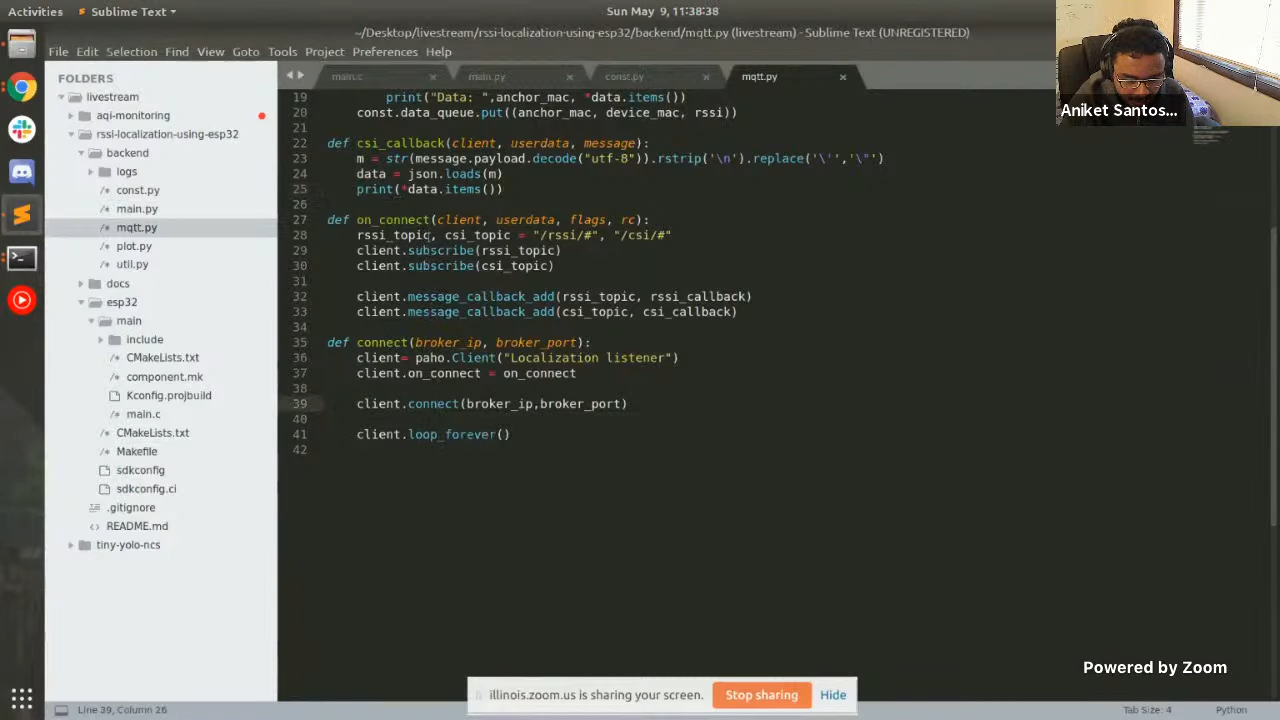 Activities
Sublime Text
Sun May 9, 11:38:38
~/Desktop/livestream/rssi-localization-using-esp32/backend/mqtt.py (livestream) - Sublime Text (UNREGISTERED)
File Edit Selection Find View Goto Tools Project Preferences Help
FOLDERS
livestream
aqi-monitoring
rssi-localization-using-esp32
backend
logs
const.py
main.py
mqtt.py
plot.py
util.py
docs
esp32
main
include
CMakeLists.txt
component.mk
Kconfig.projbuild
main.c
CMakeLists.txt
Makefile
sdkconfig
sdkconfig.ci
.gitignore
README.md
tiny-yolo-ncs
main.c
main.py
const.py
mqtt.py
19 print("Data: ",anchor_mac, *data.items())
20 const.data_queue.put((anchor_mac, device_mac, rssi))
21
22 def csi_callback(client, userdata, message):
23 m = str(message.payload.decode("utf-8")).rstrip('\n').replace('\'','\"')
24 data = json.loads(m)
25 print(*data.items())
26
27 def on_connect(client, userdata, flags, rc):
28 rssi_topic, csi_topic = "/rssi/#", "/csi/#"
29 client.subscribe(rssi_topic)
30 client.subscribe(csi_topic)
31
32 client.message_callback_add(rssi_topic, rssi_callback)
33 client.message_callback_add(csi_topic, csi_callback)
34
35 def connect(broker_ip, broker_port):
36 client= paho.Client("Localization listener")
37 client.on_connect = on_connect
38
39 client.connect(broker_ip,broker_port)
40
41 client.loop_forever()
42
Aniket Santos...
Powered by Zoom
illinois.zoom.us is sharing your screen. Stop sharing Hide
Line 39, Column 26
Tab Size: 4
Python